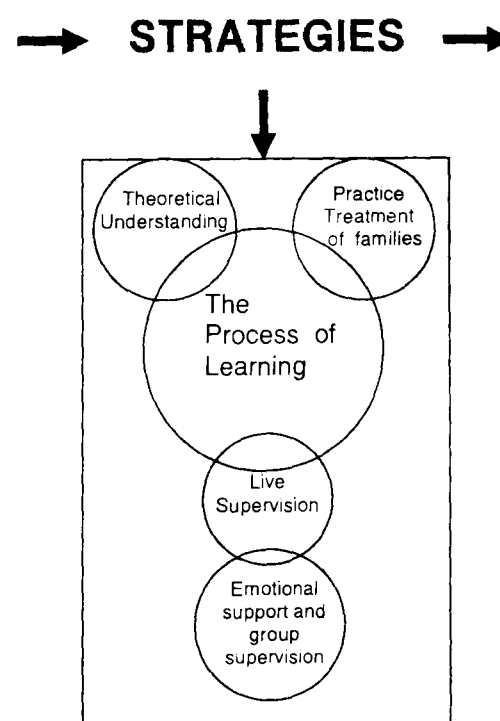 STRATEGIES
Theoretical
Understanding
Practice
Treatment
of families
The
Process of
Learning
Live
Supervision
Emotional
support and
group
supervision